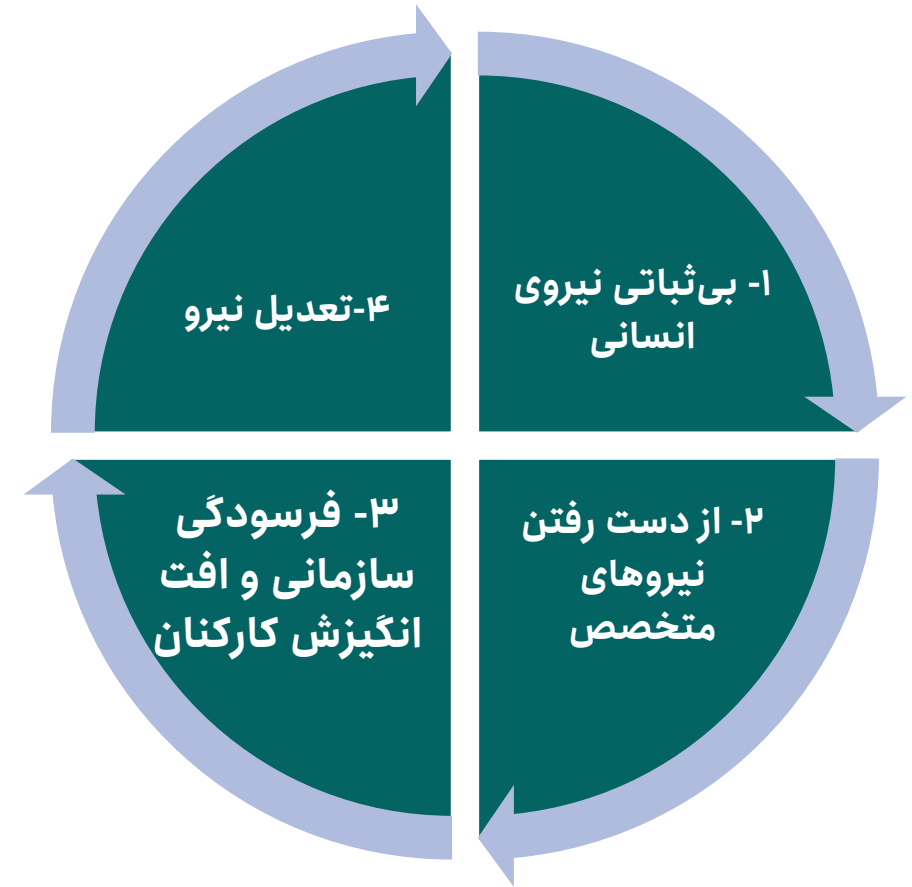 ۱- بی‌ثباتی نیروی
انسانی
۲- از دست رفتن
نیروهای
متخصص
۳- فرسودگی
سازمانی و افت
انگیزش کارکنان
۴-تعدیل نیرو